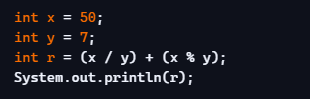 int x = 50;
int y = 7;
int r = (x / y) + (x % y);
System.out.println(r);